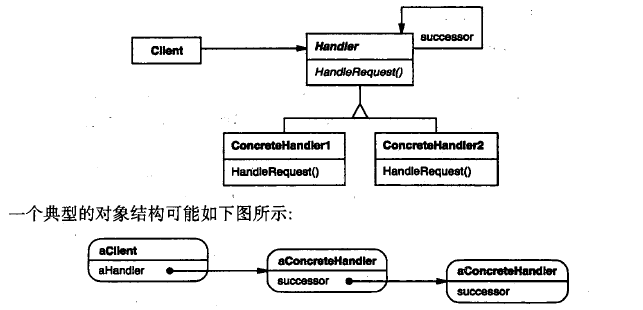 Client
Handler
successor
HandleRequest()
ConcreteHandler1
HandleRequest()
ConcreteHandler2
HandleRequest()
一个典型的对象结构可能如下图所示:
aClient
aHandler
aConcreteHandler
successor
aConcreteHandler
successor